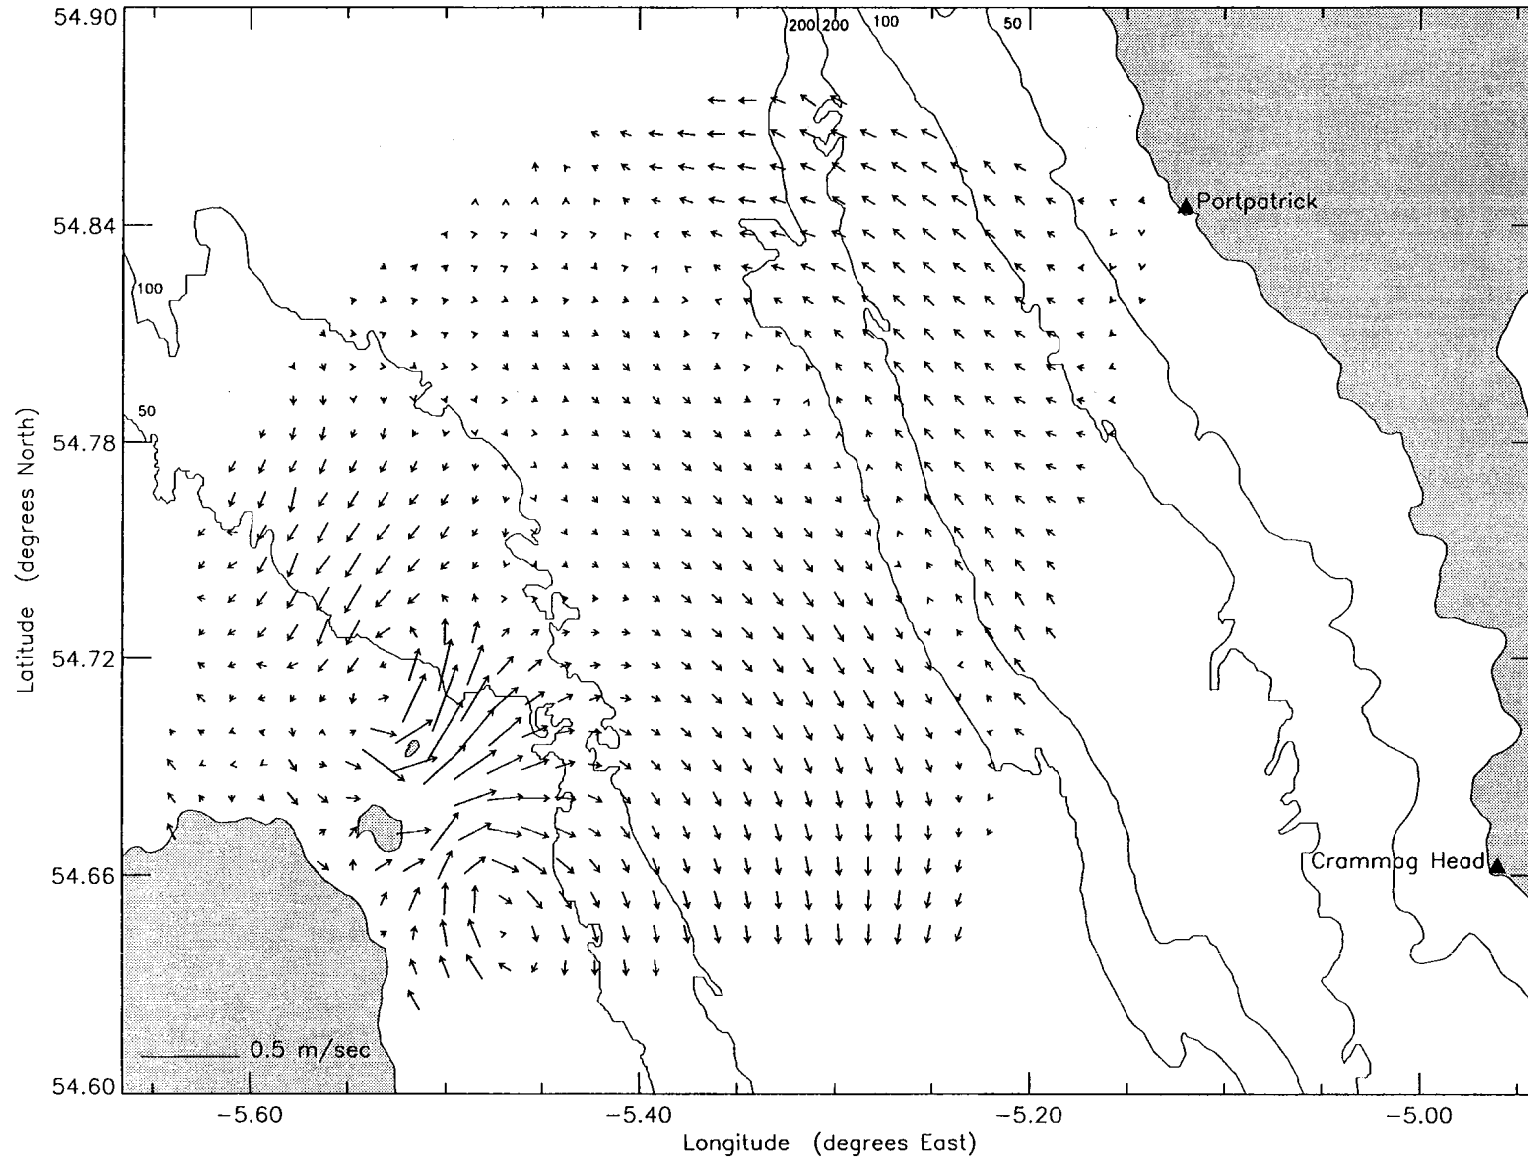 54.90
200 200 100 50
Portpatrick
54.84
100
50
54.78
Latitude (degrees North)
54.72
Crammag Head
54.66
0.5 m/sec
54.60
-5.60 -5.40 -5.20 -5.00
Longitude (degrees East)